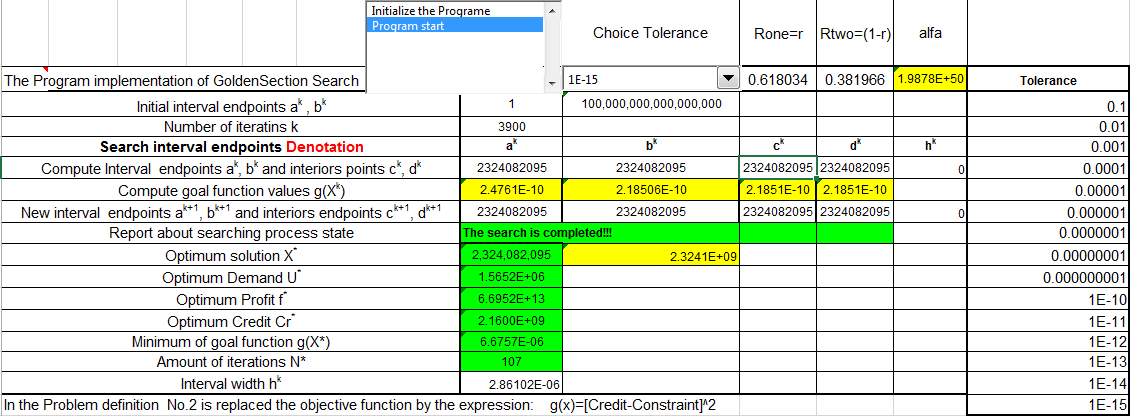 Initialize the Programe
Program start
Choice Tolerance Rone=r Rtwo=(1-r) alfa
The Program implementation of GoldenSection Search 1E-15 0.618034 0.381966 1.9878E+50 Tolerance
Initial interval endpoints aᵏ , bᵏ 1 100,000,000,000,000,000 0.1
Number of iteratins k 3900 0.01
Search interval endpoints Denotation aᵏ bᵏ cᵏ dᵏ hᵏ 0.001
Compute Interval endpoints aᵏ, bᵏ and interiors points cᵏ, dᵏ 2324082095 2324082095 2324082095 2324082095 0 0.0001
Compute goal function values g(Xᵏ) 2.4761E-10 2.18506E-10 2.1851E-10 2.1851E-10 0.00001
New interval endpoints aᵏ⁺¹, bᵏ⁺¹ and interiors endpoints cᵏ⁺¹, dᵏ⁺¹ 2324082095 2324082095 2324082095 2324082095 0 0.000001
Report about searching process state The search is completed!!! 0.0000001
Optimum solution X* 2,324,082,095 2.3241E+09 0.00000001
Optimum Demand U* 1.5652E+06 0.000000001
Optimum Profit f* 6.6952E+13 1E-10
Optimum Credit Cr* 2.1600E+09 1E-11
Minimum of goal function g(X*) 6.6757E-06 1E-12
Amount of iterations N* 107 1E-13
Interval width hᵏ 2.86102E-06 1E-14
In the Problem definition No.2 is replaced the objective function by the expression: g(x)=[Credit-Constraint]^2 1E-15